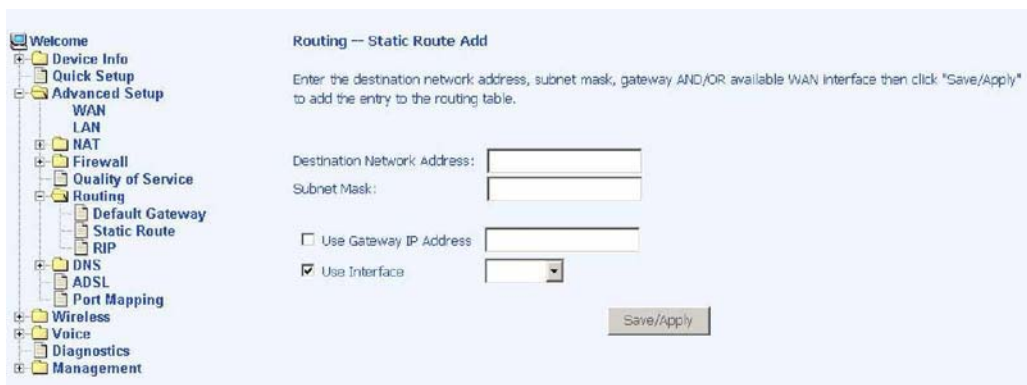 Welcome
Device Info
Quick Setup
Advanced Setup
WAN
LAN
NAT
Firewall
Quality of Service
Routing
Default Gateway
Static Route
RIP
DNS
ADSL
Port Mapping
Wireless
Voice
Diagnostics
Management
Routing -- Static Route Add
Enter the destination network address, subnet mask, gateway AND/OR available WAN interface then click "Save/Apply"
to add the entry to the routing table.
Destination Network Address:
Subnet Mask:
Use Gateway IP Address
Use Interface
Save/Apply